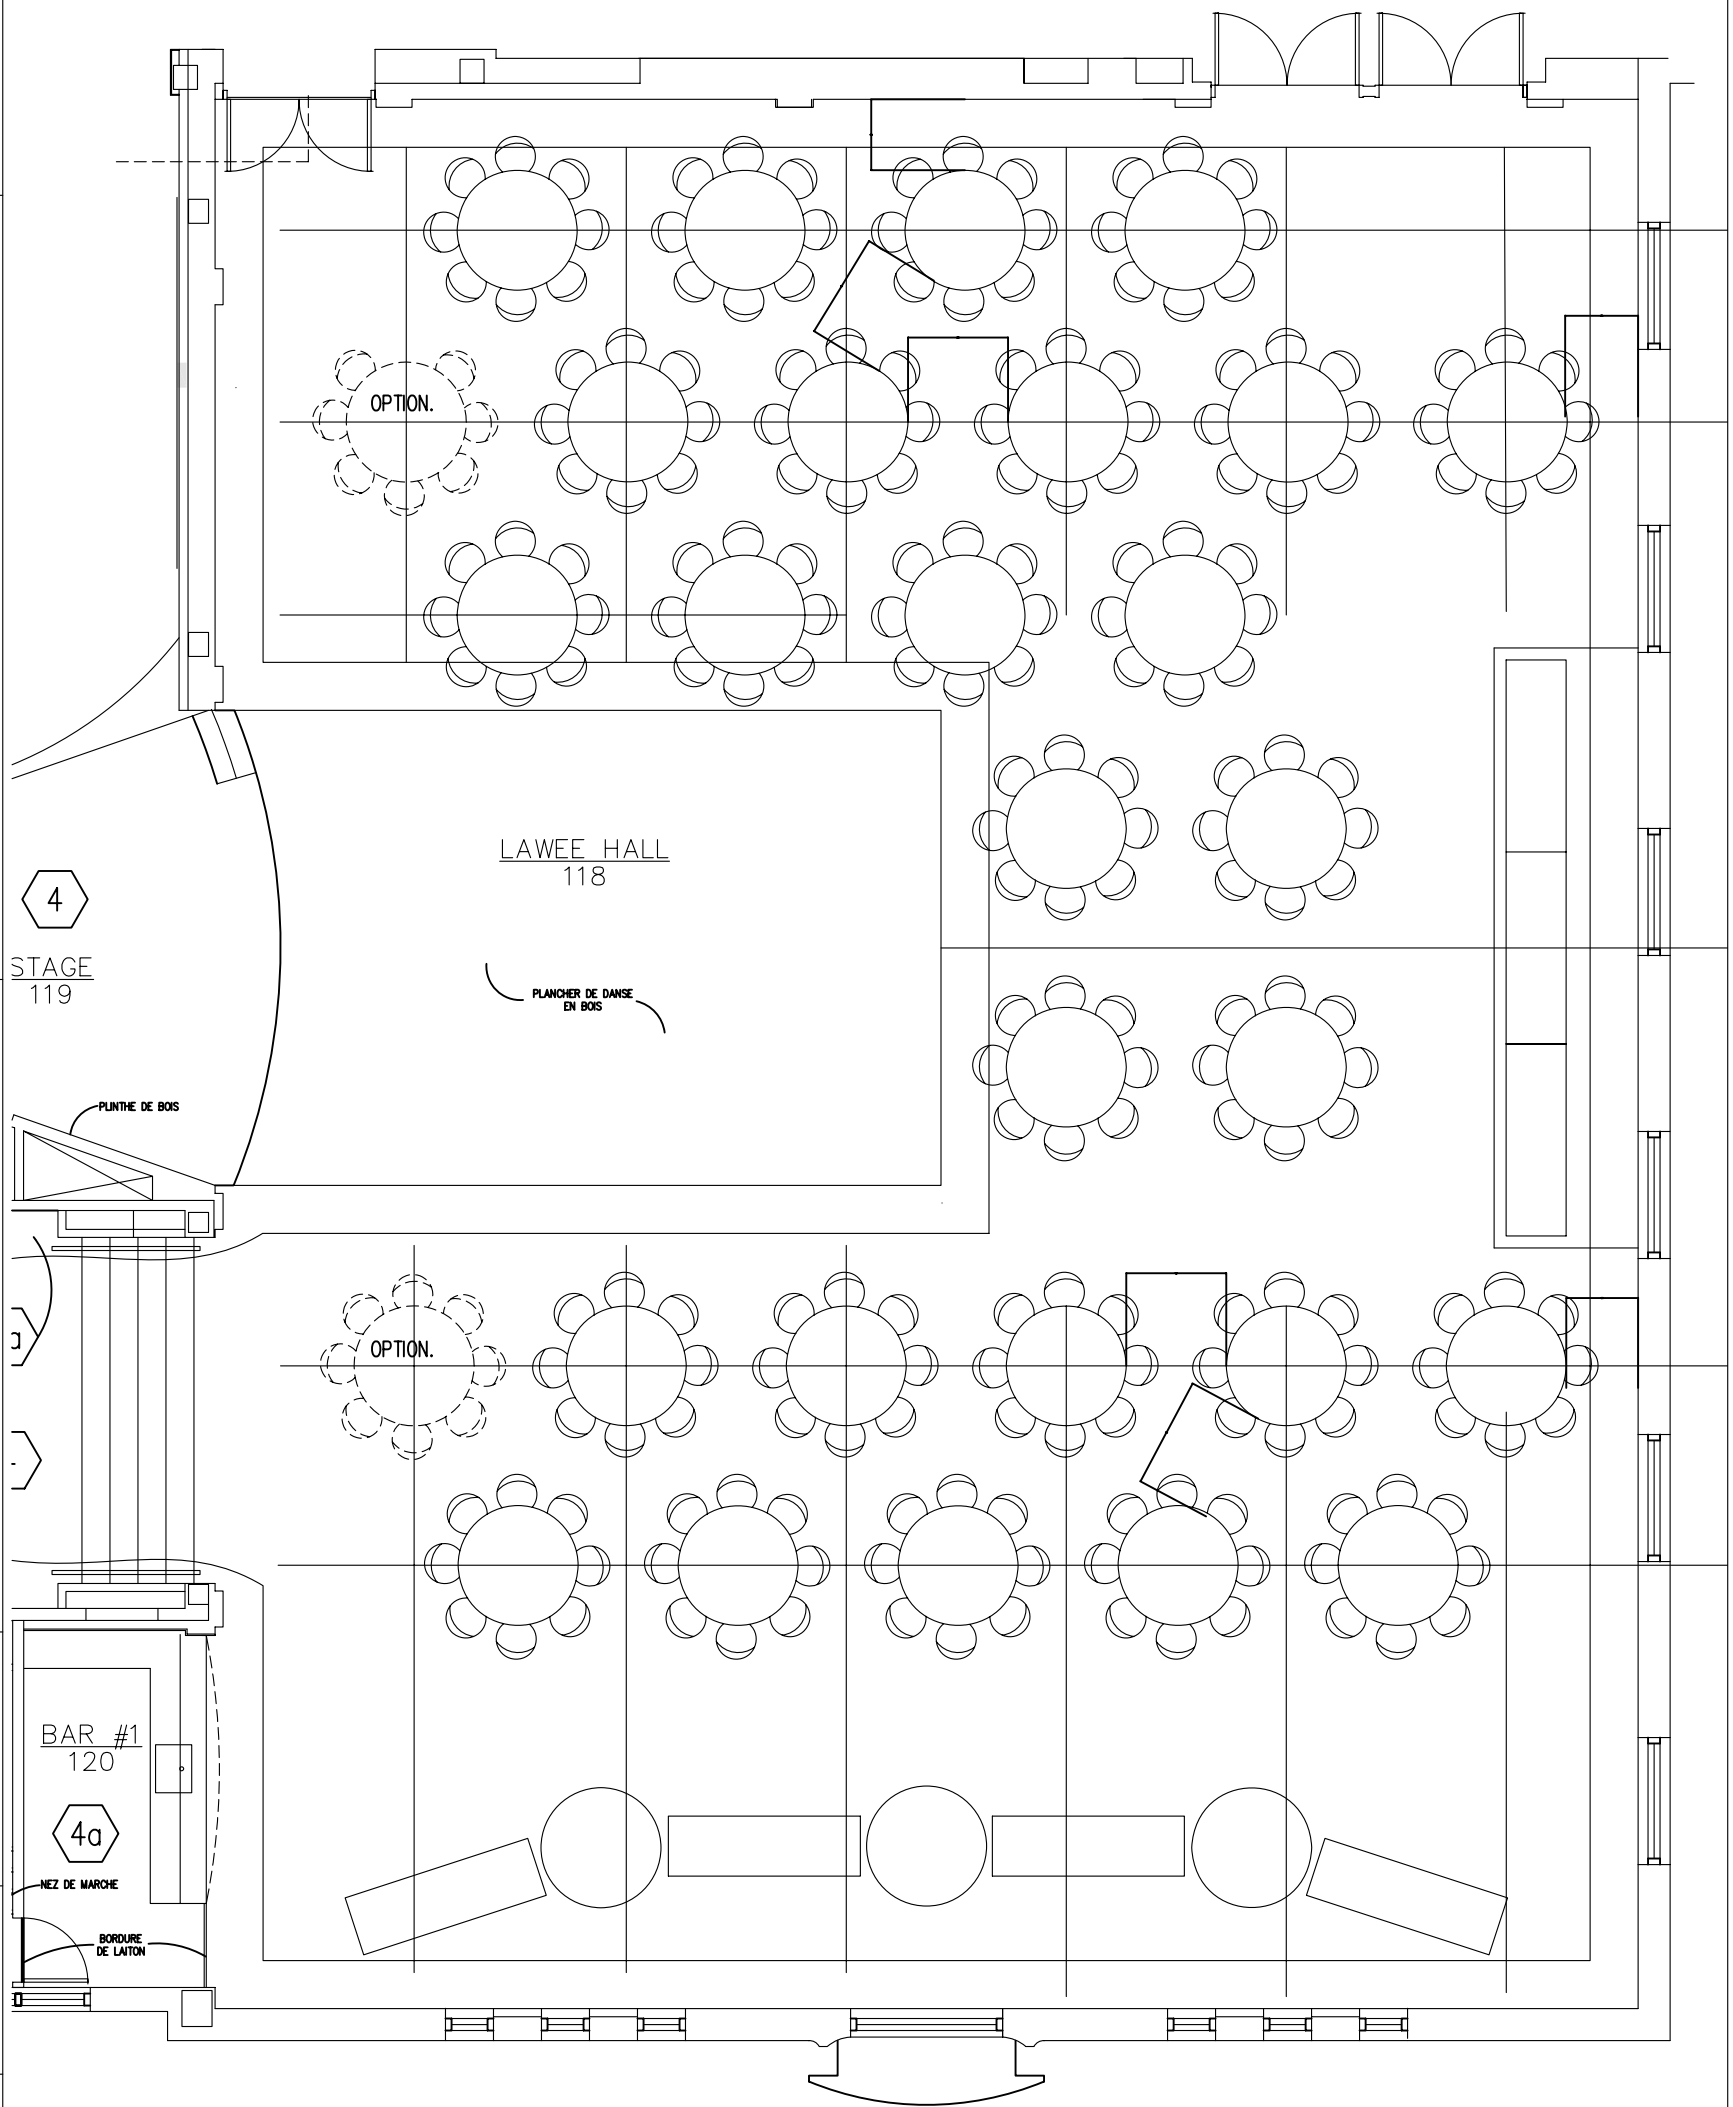 OPTION.
LAWEE HALL
118
4
STAGE
119
PLANCHER DE DANSE
EN BOIS
PLINTHE DE BOIS
a
OPTION.
BAR #1
120
4a
NEZ DE MARCHE
BORDURE
DE LAITON